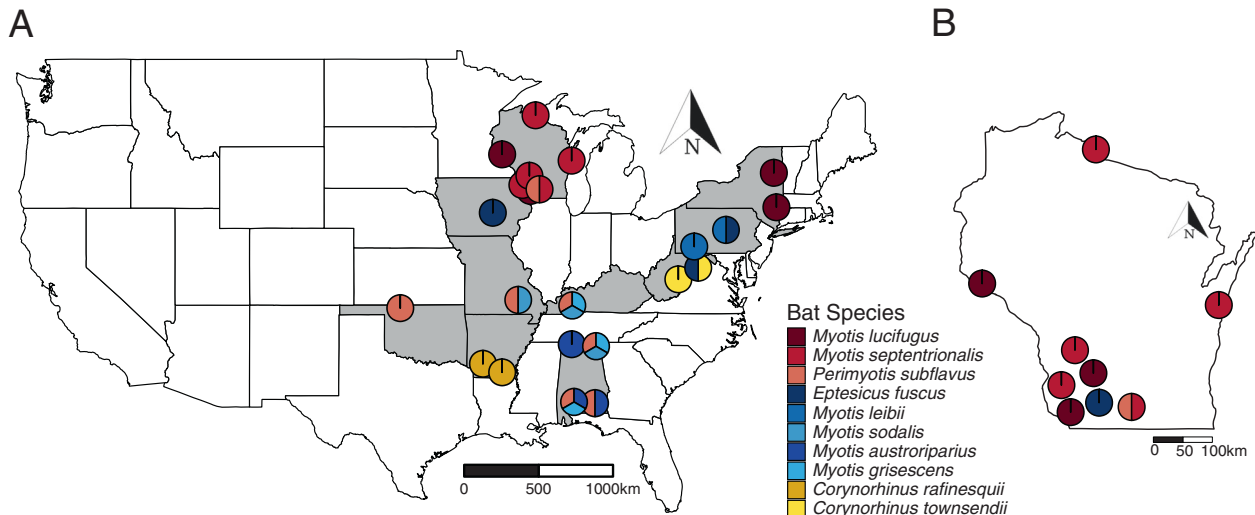 A
B
N
N
2
Bat Species
Myotis lucifugus
Myotis septentrionalis
Perimyotis subflavus
Eptesicus fuscus
Myotis leibii
Myotis sodalis
Myotis austroriparius
Myotis grisescens
Corynorhinus rafinesquii
Corynorhinus townsendii
0 500 1000km
0 50 100km